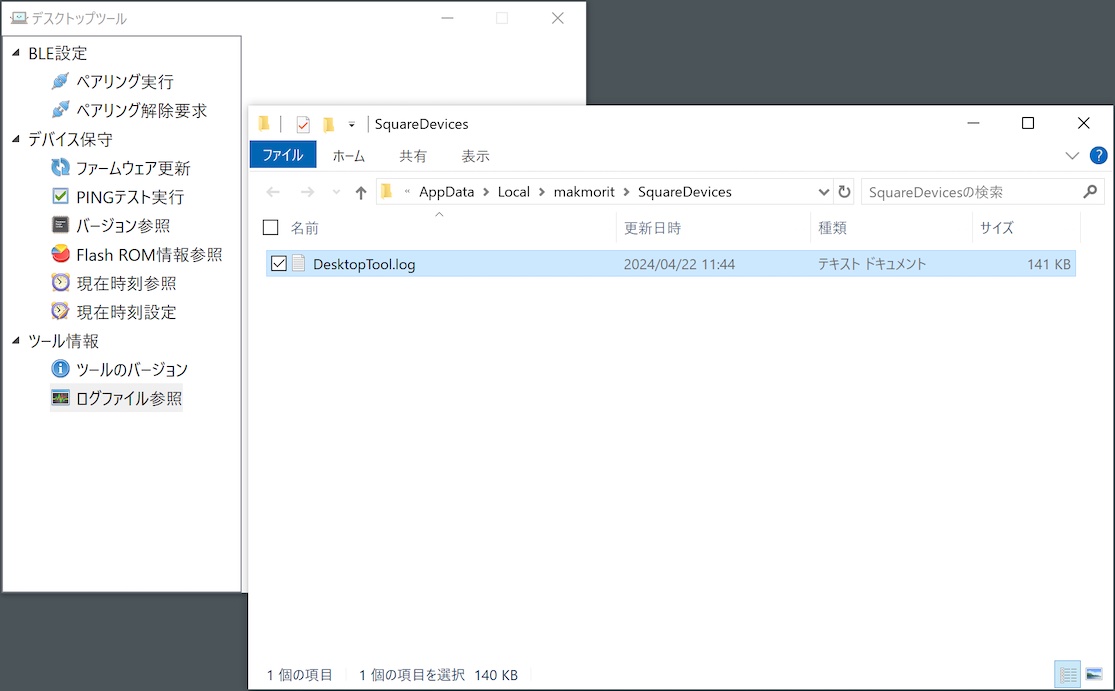 デスクトップツール
BLE設定
ペアリング実行
ペアリング解除要求
デバイス保守
ファームウェア更新
PINGテスト実行
バージョン参照
Flash ROM情報参照
現在時刻参照
現在時刻設定
ツール情報
ツールのバージョン
ログファイル参照
SquareDevices
ファイル ホーム 共有 表示
« AppData > Local > makmorit > SquareDevices SquareDevicesの検索
名前 更新日時 種類 サイズ
DesktopTool.log 2024/04/22 11:44 テキスト ドキュメント 141 KB
1 個の項目 1 個の項目を選択 140 KB